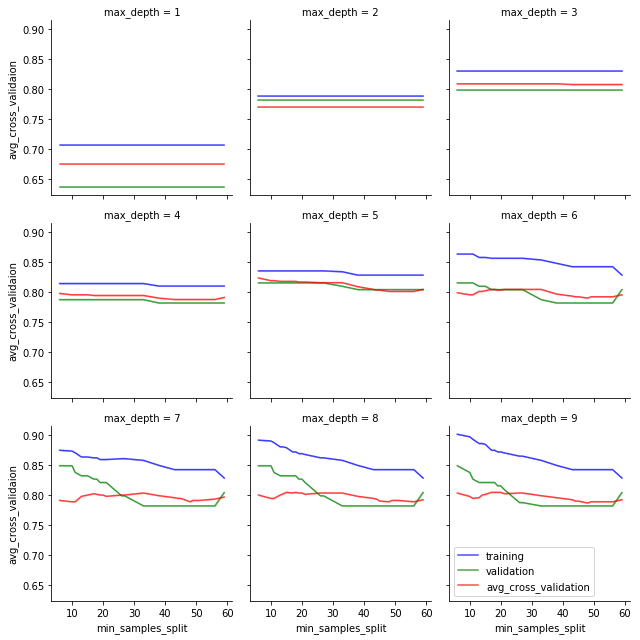 max_depth = 1
max_depth = 2
max_depth = 3
avg_cross_validaion
0.90
0.85
0.80
0.75
0.70
0.65
max_depth = 4
max_depth = 5
max_depth = 6
avg_cross_validaion
0.90
0.85
0.80
0.75
0.70
0.65
max_depth = 7
max_depth = 8
max_depth = 9
avg_cross_validaion
0.90
0.85
0.80
0.75
0.70
0.65
training
validation
avg_cross_validation
10 20 30 40 50 60
10 20 30 40 50 60
10 20 30 40 50 60
min_samples_split
min_samples_split
min_samples_split